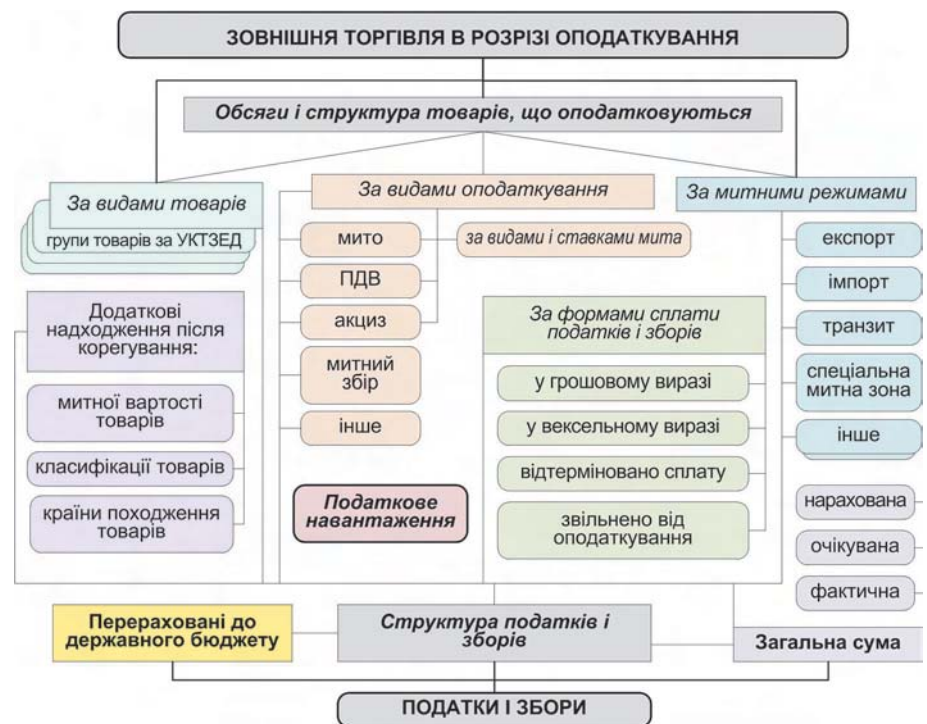 ЗОВНІШНЯ ТОРГІВЛЯ В РОЗРІЗІ ОПОДАТКУВАННЯ
Обсяги і структура товарів, що оподатковуються
За видами товарів
групи товарів за УКТЗЕД
Додаткові
надходження після
корегування:
митної вартості
товарів
класифікації товарів
країни походження
товарів
За видами оподаткування
мито
за видами і ставками мита
ПДВ
акциз
митний
збір
інше
Податкове
навантаження
За формами сплати
податків і зборів
у грошовому виразі
у вексельному виразі
відтерміновано сплату
звільнено від
оподаткування
За митними режимами
експорт
імпорт
транзит
спеціальна
митна зона
інше
нарахована
очікувана
фактична
Перераховані до
державного бюджету
Структура податків і
зборів
Загальна сума
ПОДАТКИ І ЗБОРИ